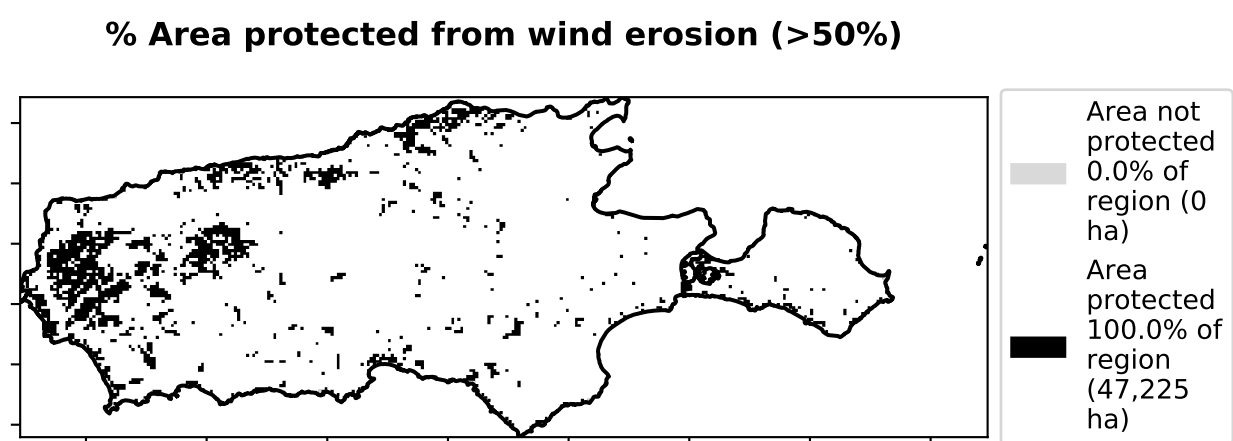 % Area protected from wind erosion (>50%)
Area not
protected
0.0% of
region (0
ha)
Area
protected
100.0% of
region
(47,225
ha)